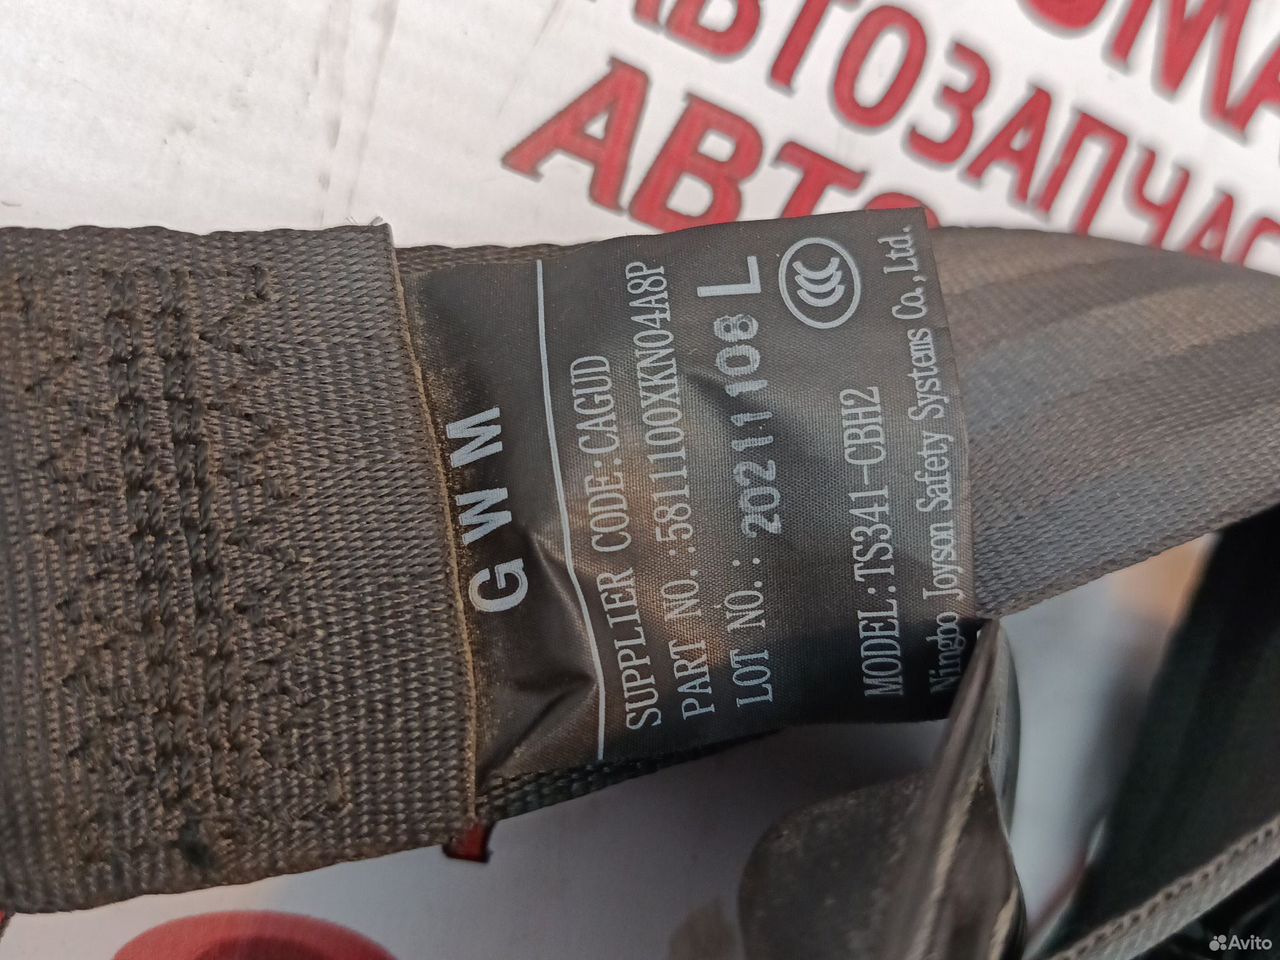 АВТОЗАПЧАС
GWM
SUPPLIER CODE:CAGUD
PART NO.:5811100XKN04A8P
LOT NO.: 20211108 L
CCC
MODEL:TS341-CBH2
Ningbo Joyson Safety Systems Co.,Ltd.
Avito